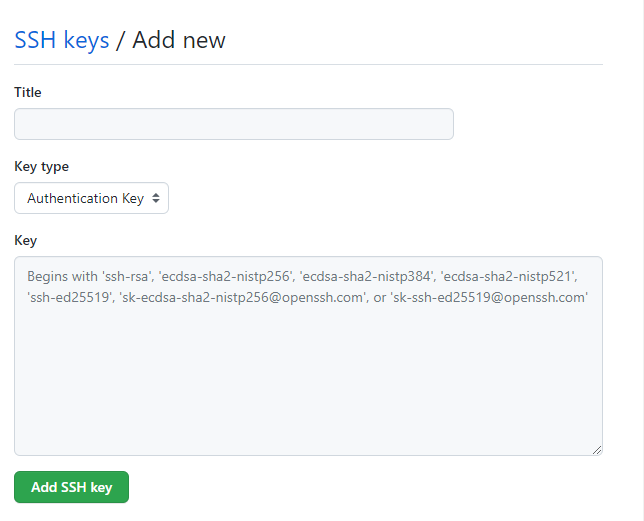 SSH keys / Add new
Title
Key type
Authentication Key
Key
Begins with 'ssh-rsa', 'ecdsa-sha2-nistp256', 'ecdsa-sha2-nistp384', 'ecdsa-sha2-nistp521',
'ssh-ed25519', 'sk-ecdsa-sha2-nistp256@openssh.com', or 'sk-ssh-ed25519@openssh.com'
Add SSH key